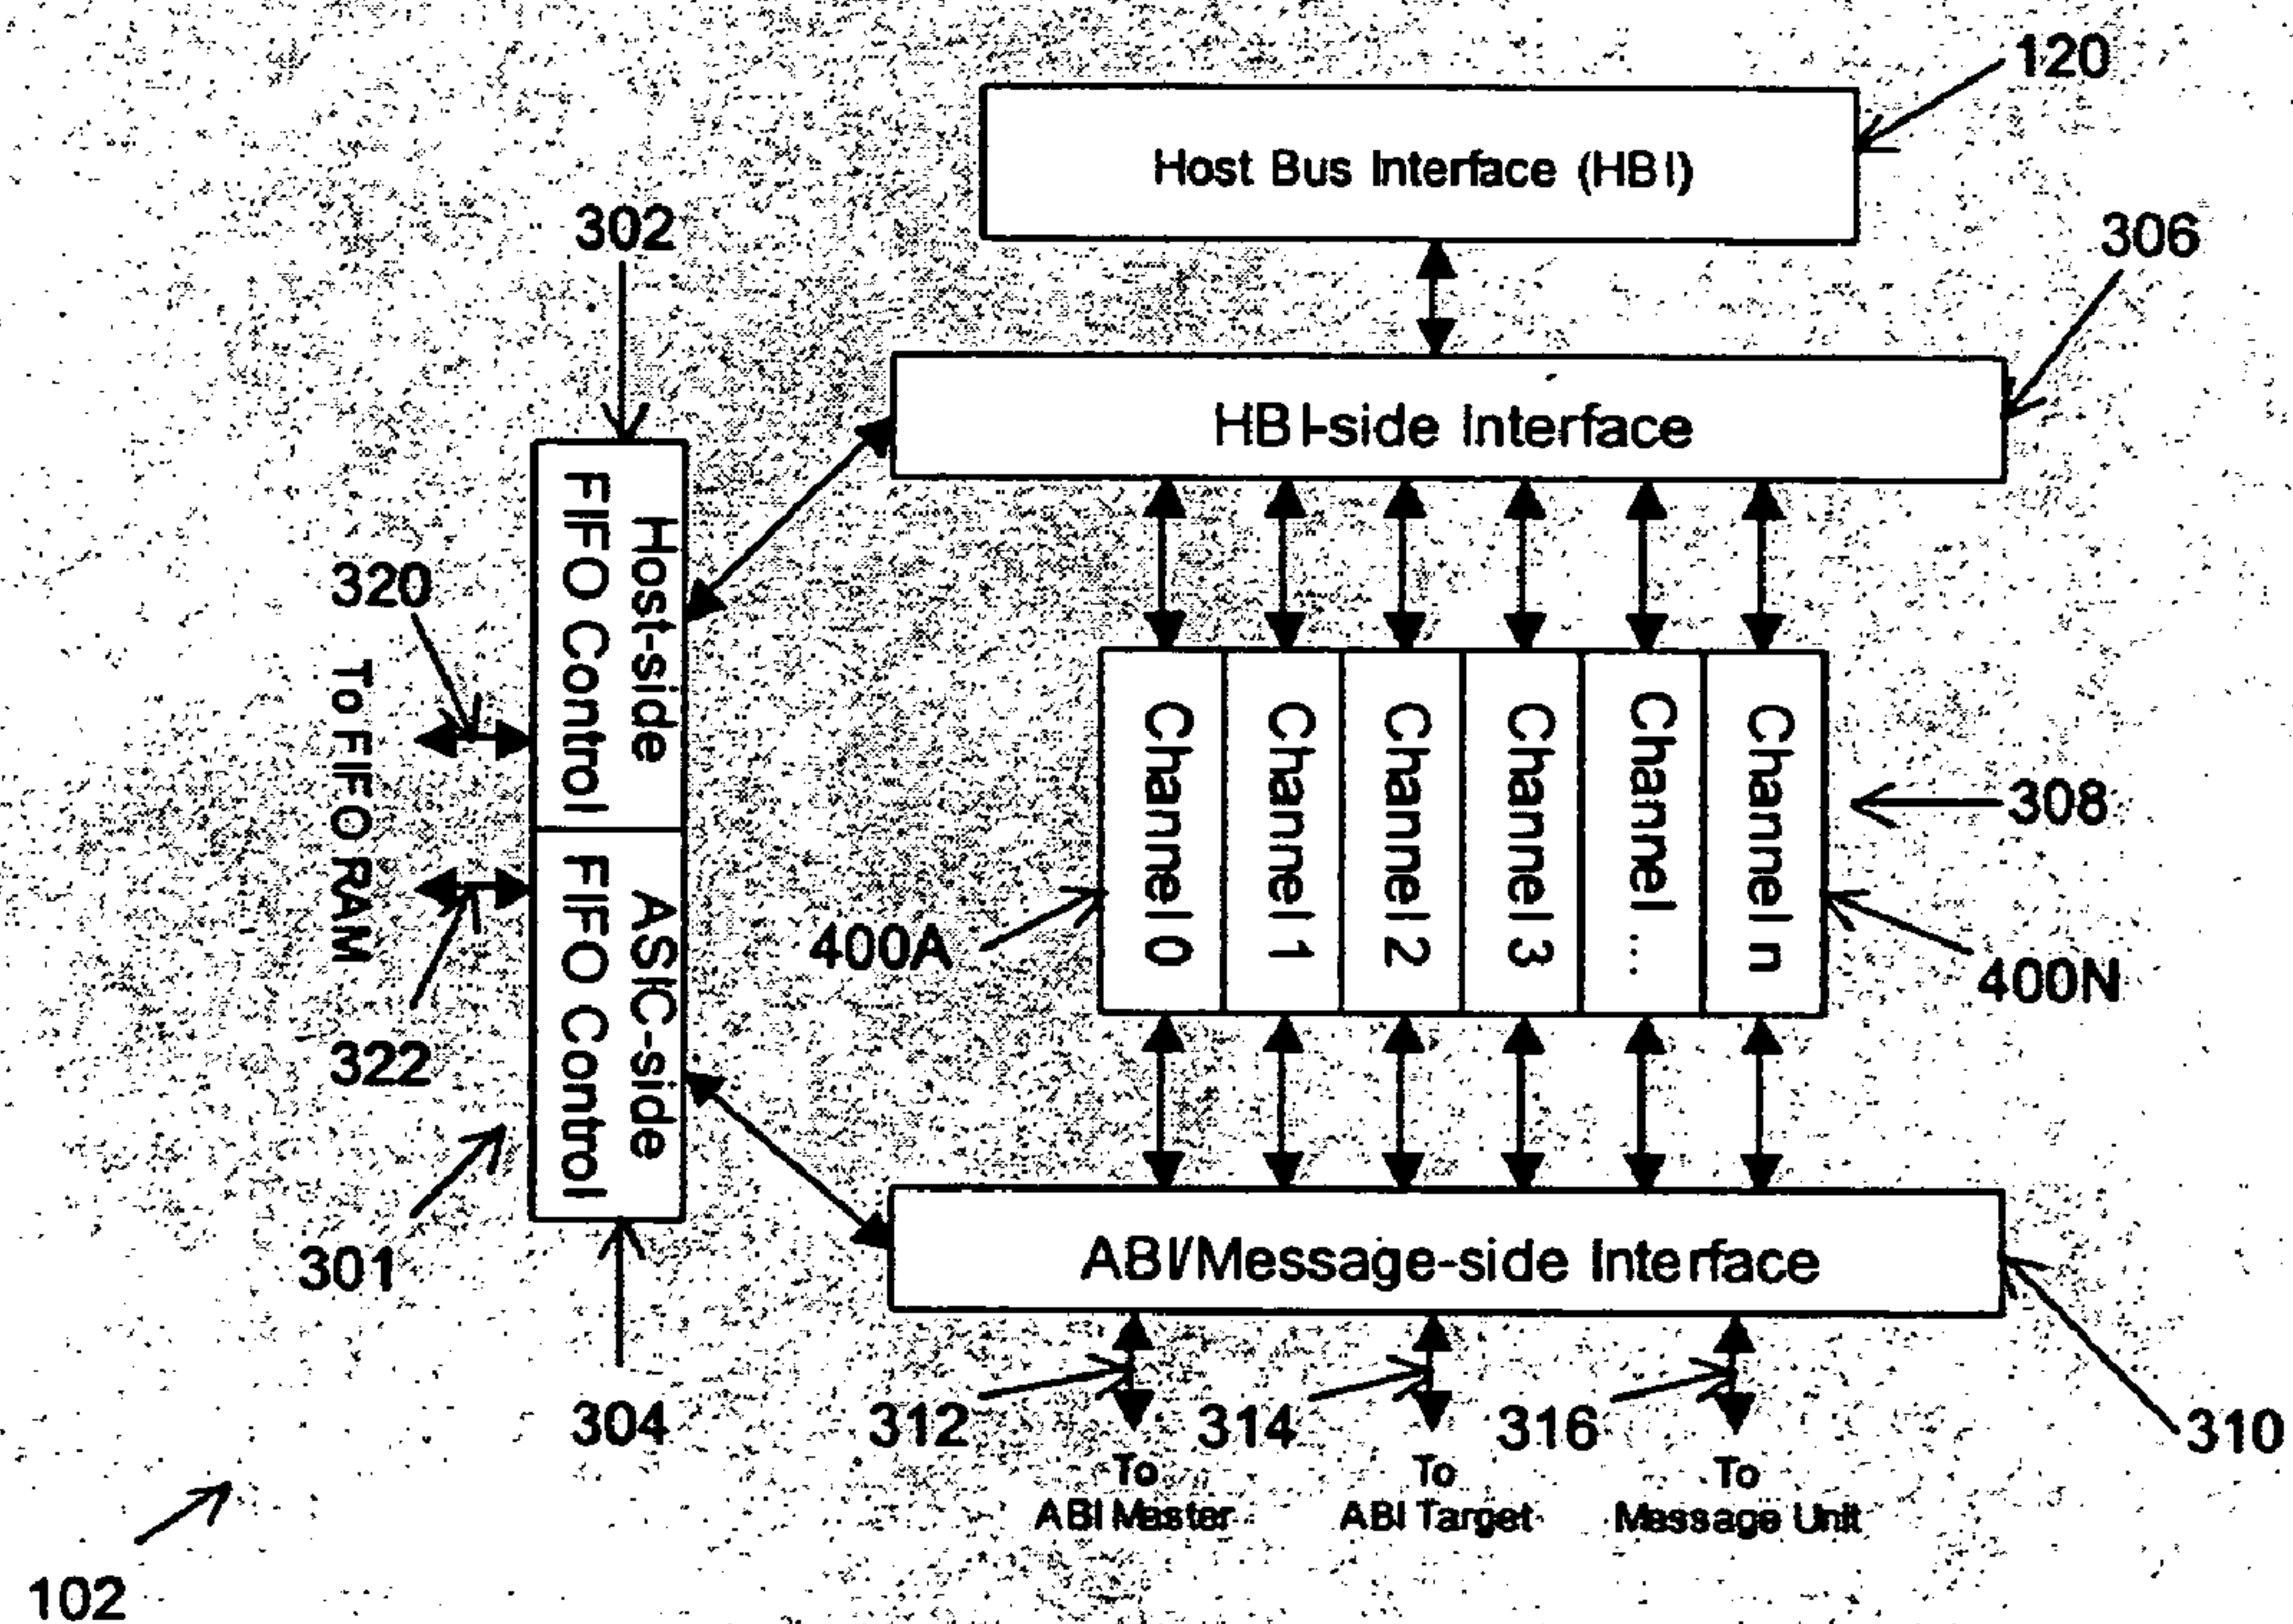 120
Host Bus Interface (HBI)
302
306
HBI-side Interface
Host-side
FIFO Control
320
To FIFO RAM
322
ASIC-side
FIFO Control
301
304
Channel 0
Channel 1
Channel 2
Channel 3
Channel ...
Channel n
308
400A
400N
ABI/Message-side Interface
312
314
316
310
To
ABI Master
To
ABI Target
To
Message Unit
102